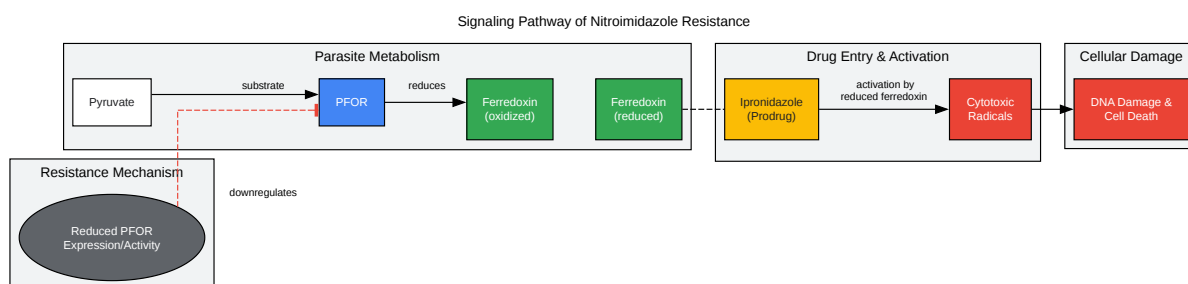 Signaling Pathway of Nitroimidazole Resistance
Parasite Metabolism
Drug Entry & Activation
Cellular Damage
Pyruvate
substrate
PFOR
reduces
Ferredoxin
(oxidized)
Ferredoxin
(reduced)
Ipronidazole
(Prodrug)
activation by
reduced ferredoxin
Cytotoxic
Radicals
DNA Damage &
Cell Death
Resistance Mechanism
downregulates
Reduced PFOR
Expression/Activity